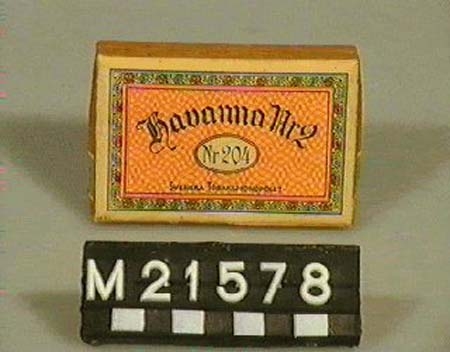 Havanna Nr 2
Nr 204
SVENSKA TOBAKSMONOPOLET
M21578